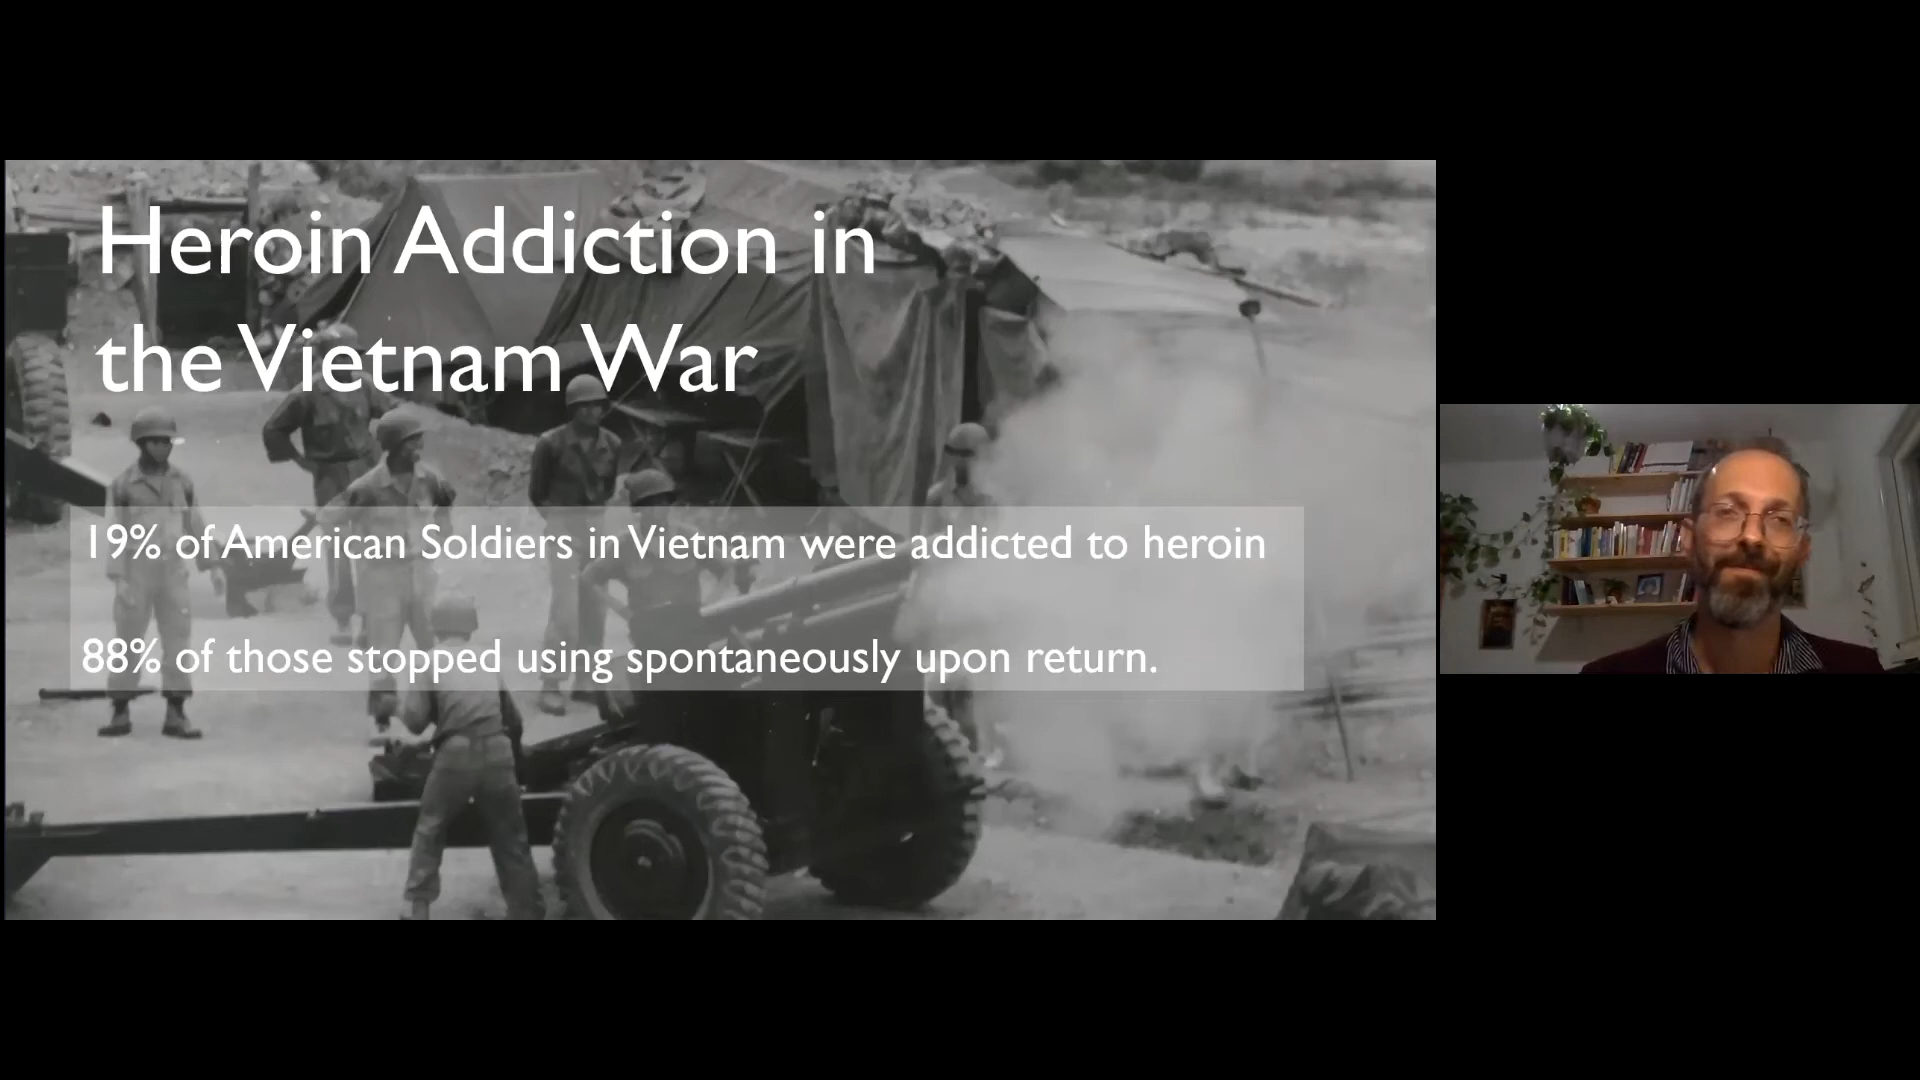 Heroin Addiction in
the Vietnam War
19% of American Soldiers in Vietnam were addicted to heroin
88% of those stopped using spontaneously upon return.